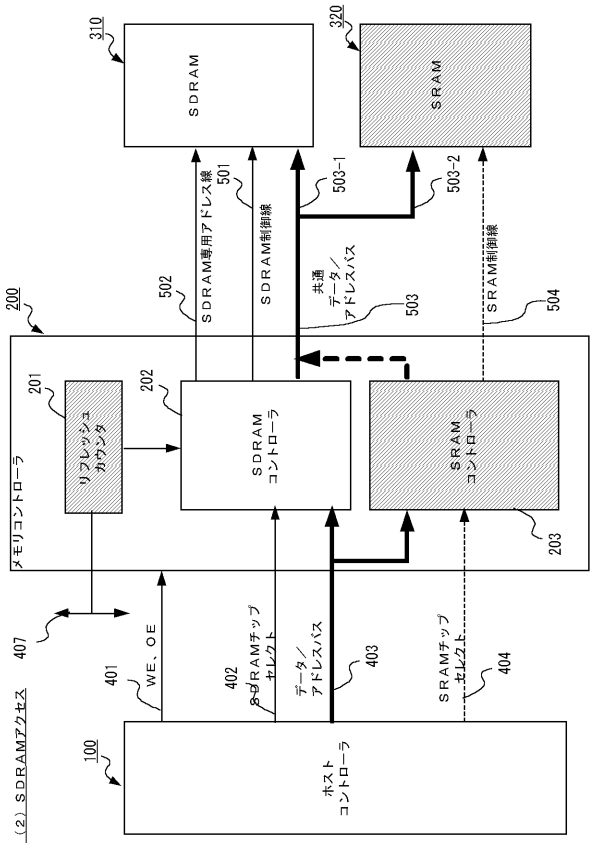 (2)SDRAMアクセス
100
ホスト
コントローラ
401
WE、OE
402
SDRAMチップ
セレクト
データ/
アドレスバス
403
SRAMチップ
セレクト
404
407
メモリコントローラ
200
201
リフレッシュ
カウンタ
202
SDRAM
コントローラ
SRAM
コントローラ
203
502
SDRAM専用アドレス線
501
SDRAM制御線
503-1
共通
データ/
アドレスバス
503
503-2
SRAM制御線
504
310
SDRAM
320
SRAM